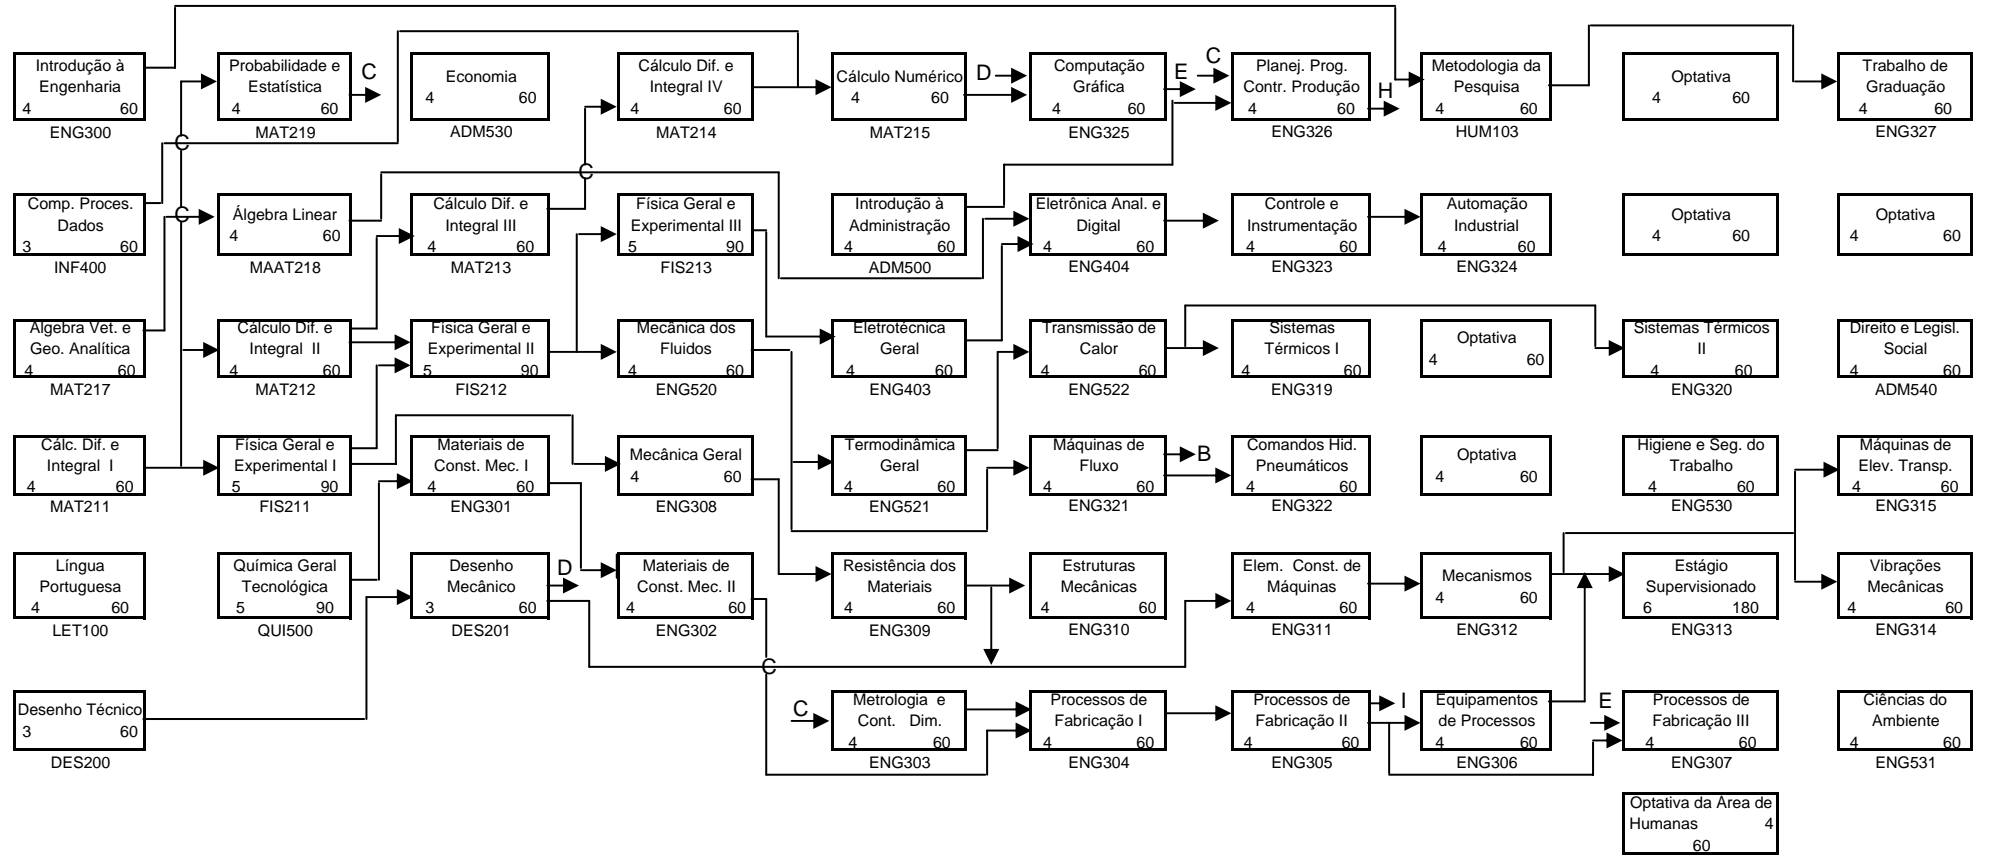 Introdução à
Engenharia
4 60
ENG300
Probabilidade e
Estatística
4 60
MAT219
C
Economia
4 60
ADM530
Cálculo Dif. e
Integral IV
4 60
MAT214
Cálculo Numérico
4 60
MAT215
D
Computação
Gráfica
4 60
ENG325
E
C
Planej. Prog.
Contr. Produção
4 60
ENG326
H
Metodologia da
Pesquisa
4 60
HUM103
Optativa
4 60
Trabalho de
Graduação
4 60
ENG327
C
C
C
Comp. Proces.
Dados
3 60
INF400
Álgebra Linear
4 60
MAAT218
Cálculo Dif. e
Integral III
4 60
MAT213
Física Geral e
Experimental III
5 90
FIS213
Introdução à
Administração
4 60
ADM500
Eletrônica Anal. e
Digital
4 60
ENG404
Controle e
Instrumentação
4 60
ENG323
Automação
Industrial
4 60
ENG324
Optativa
4 60
Optativa
4 60
Algebra Vet. e
Geo. Analítica
4 60
MAT217
Cálculo Dif. e
Integral II
4 60
MAT212
Física Geral e
Experimental II
5 90
FIS212
Mecânica dos
Fluidos
4 60
ENG520
Eletrotécnica
Geral
4 60
ENG403
Transmissão de
Calor
4 60
ENG522
Sistemas
Térmicos I
4 60
ENG319
Optativa
4 60
Sistemas Térmicos
II
4 60
ENG320
Direito e Legisl.
Social
4 60
ADM540
Cálc. Dif. e
Integral I
4 60
MAT211
Física Geral e
Experimental I
5 90
FIS211
Materiais de
Const. Mec. I
4 60
ENG301
Mecânica Geral
4 60
ENG308
Termodinâmica
Geral
4 60
ENG521
Máquinas de
Fluxo
4 60
ENG321
B
Comandos Hid.
Pneumáticos
4 60
ENG322
Optativa
4 60
Higiene e Seg. do
Trabalho
4 60
ENG530
Máquinas de
Elev. Transp.
4 60
ENG315
Língua
Portuguesa
4 60
LET100
Química Geral
Tecnológica
5 90
QUI500
Desenho
Mecânico
3 60
DES201
D
Materiais de
Const. Mec. II
4 60
ENG302
Resistência dos
Materiais
4 60
ENG309
Estruturas
Mecânicas
4 60
ENG310
Elem. Const. de
Máquinas
4 60
ENG311
Mecanismos
4 60
ENG312
Estágio
Supervisionado
6 180
ENG313
Vibrações
Mecânicas
4 60
ENG314
C
Desenho Técnico
3 60
DES200
C
Metrologia e
Cont. Dim.
4 60
ENG303
Processos de
Fabricação I
4 60
ENG304
Processos de
Fabricação II
4 60
ENG305
I
Equipamentos
de Processos
4 60
ENG306
E
Processos de
Fabricação III
4 60
ENG307
Ciências do
Ambiente
4 60
ENG531
Optativa da Area de
Humanas 4
60